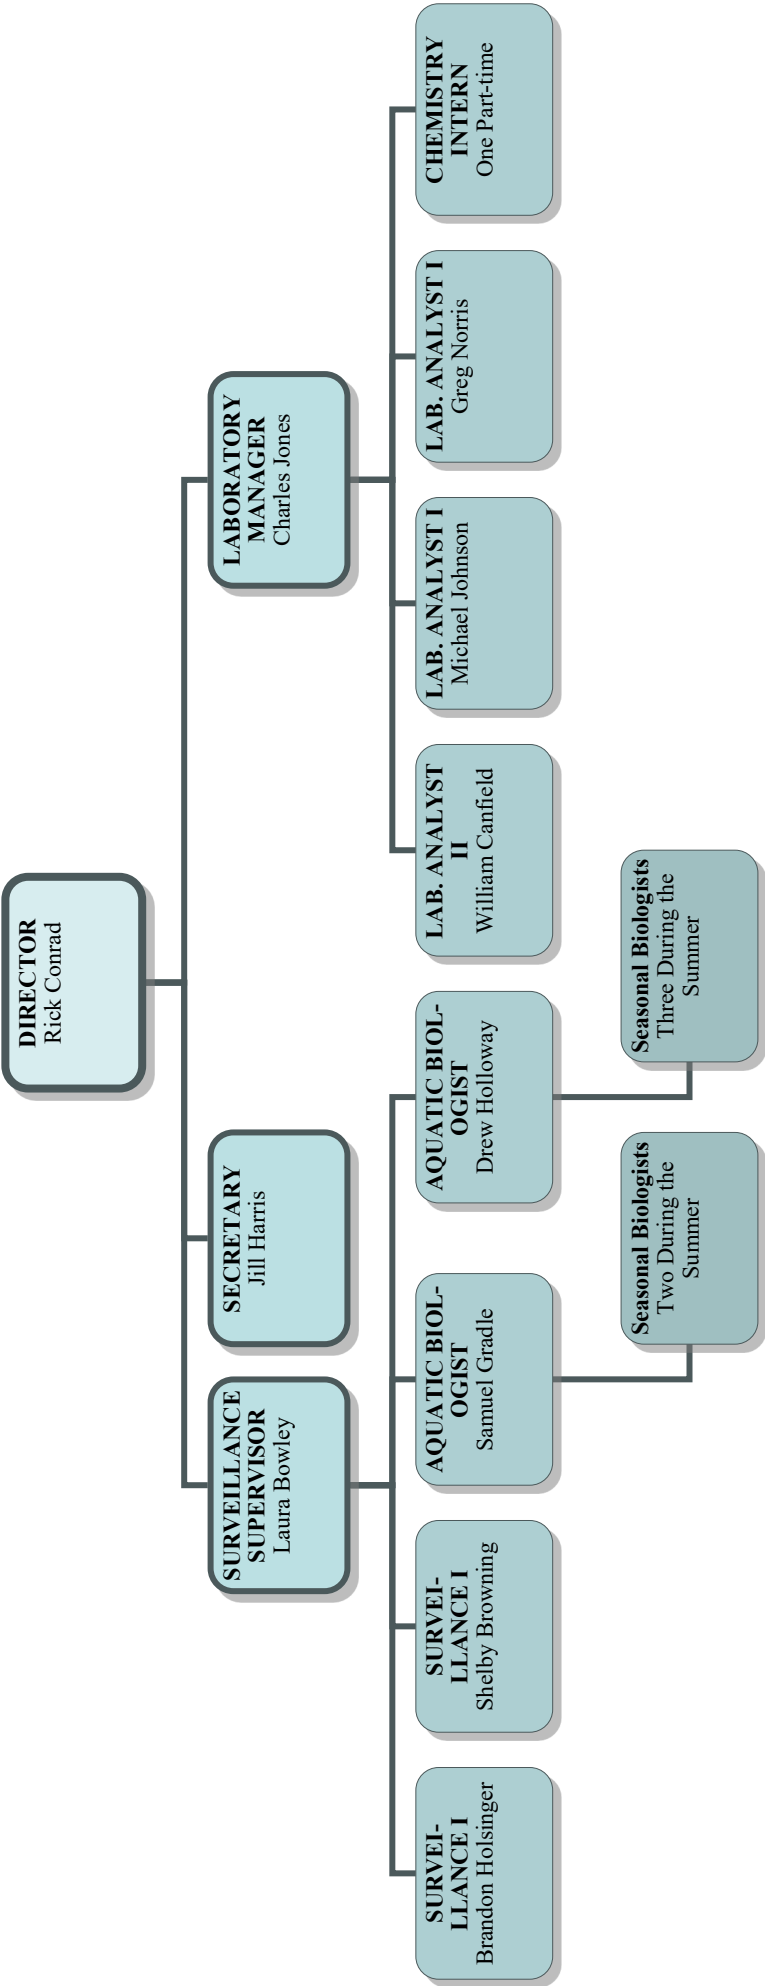 DIRECTOR
Rick Conrad
SURVEILLANCE
SUPERVISOR
Laura Bowley
SECRETARY
Jill Harris
LABORATORY
MANAGER
Charles Jones
SURVEI-
LLANCE I
Brandon Holsinger
SURVEI-
LLANCE I
Shelby Browning
AQUATIC BIOL-
OGIST
Samuel Gradle
AQUATIC BIOL-
OGIST
Drew Holloway
LAB. ANALYST
II
William Canfield
LAB. ANALYST I
Michael Johnson
LAB. ANALYST I
Greg Norris
CHEMISTRY
INTERN
One Part-time
Seasonal Biologists
Two During the
Summer
Seasonal Biologists
Three During the
Summer